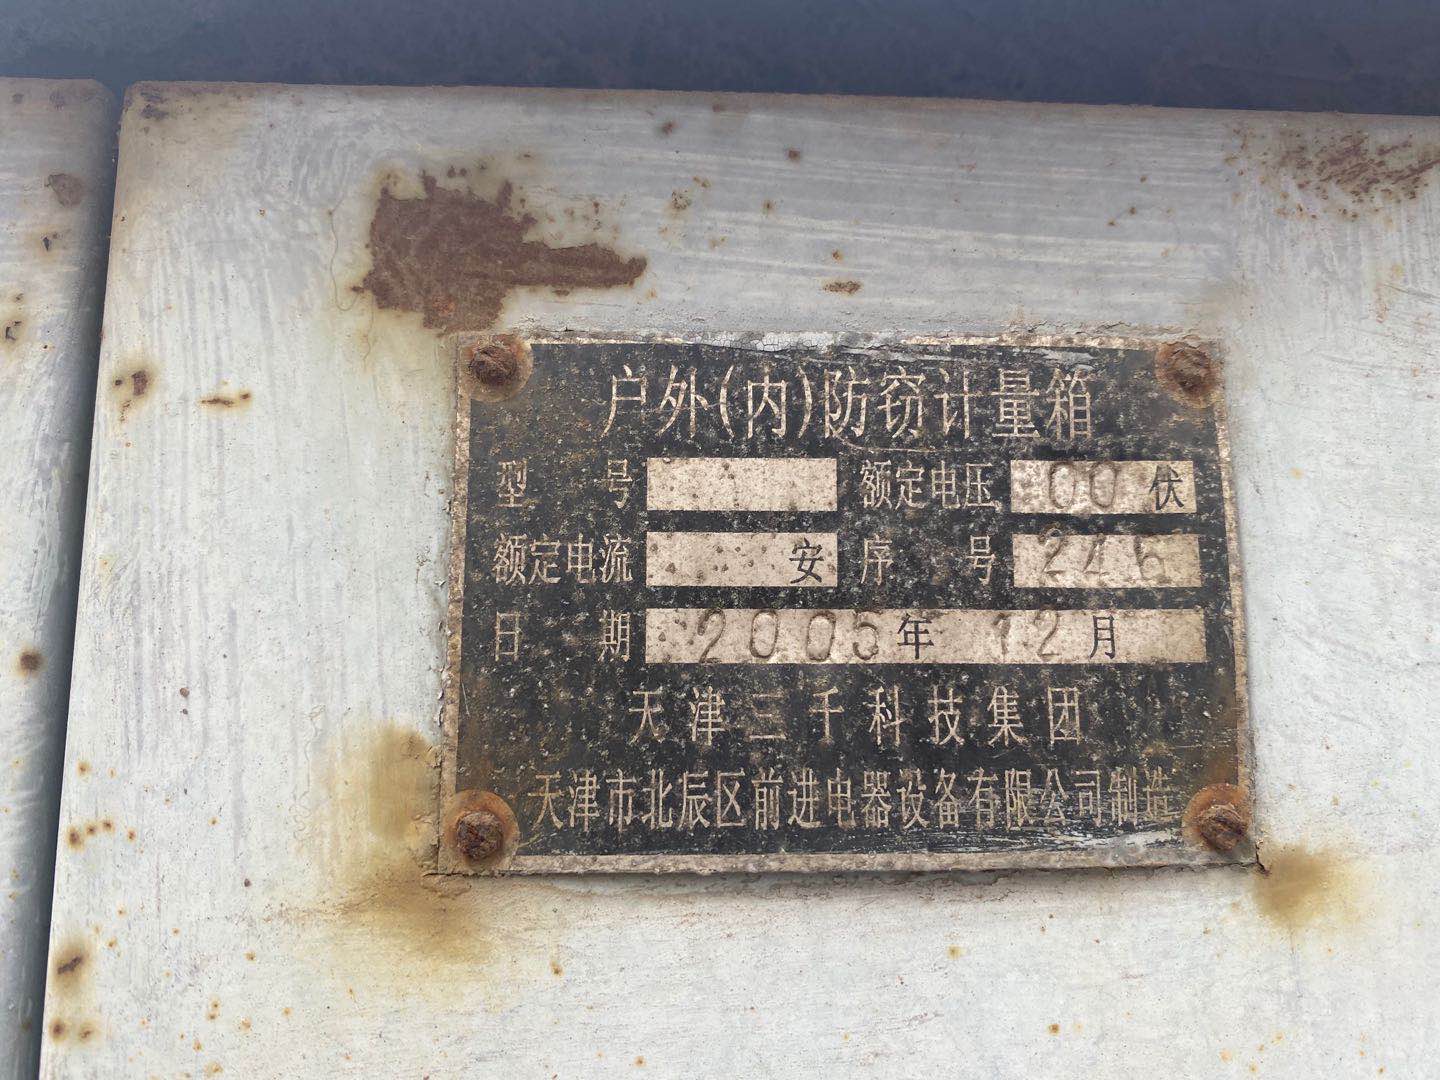 户外(内)防窃计量箱
型 号 额定电压 00 伏
额定电流 安 序 号 246
日 期 2005年 12月
天津三千科技集团
天津市北辰区前进电器设备有限公司制造